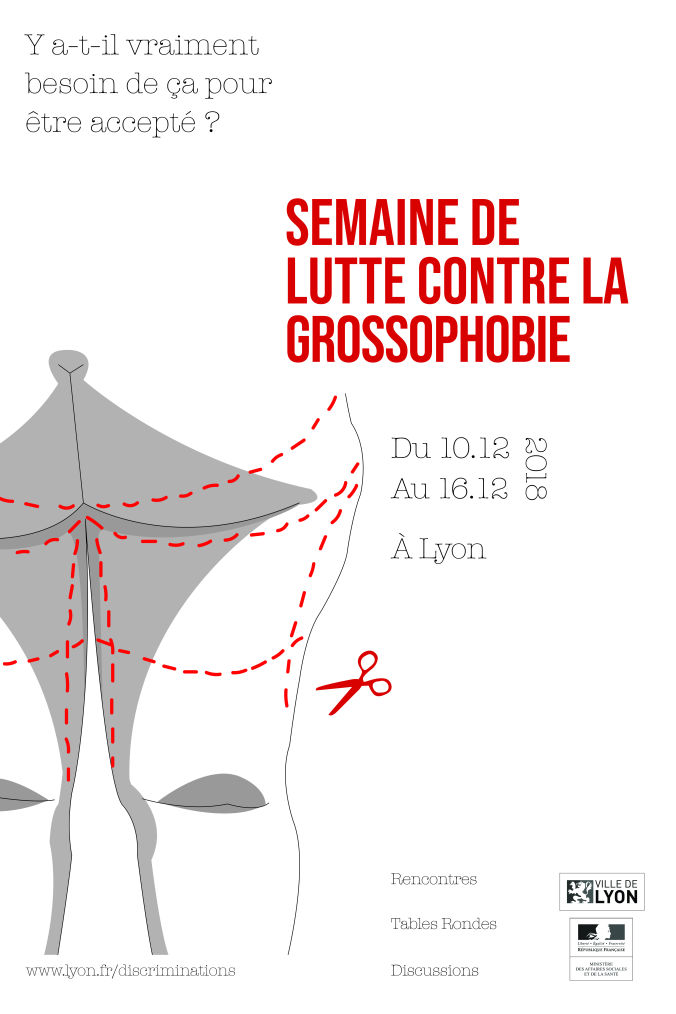 Y a-t-il vraiment
besoin de ça pour
être accepté ?
SEMAINE DE
LUTTE CONTRE LA
GROSSOPHOBIE
Du 10.12
Au 16.12
2018
À Lyon
Rencontres
Tables Rondes
Discussions
www.lyon.fr/discriminations
VILLE DE
LYON
Liberté • Égalité • Fraternité
RÉPUBLIQUE FRANÇAISE
MINISTÈRE
DES AFFAIRES SOCIALES
ET DE LA SANTÉ